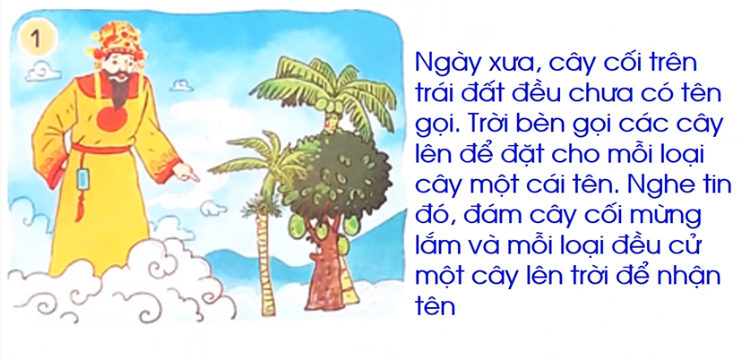 1
Ngày xưa, cây cối trên
trái đất đều chưa có tên
gọi. Trời bèn gọi các cây
lên để đặt cho mỗi loại
cây một cái tên. Nghe tin
đó, đám cây cối mừng
lắm và mỗi loại đều cử
một cây lên trời để nhận
tên